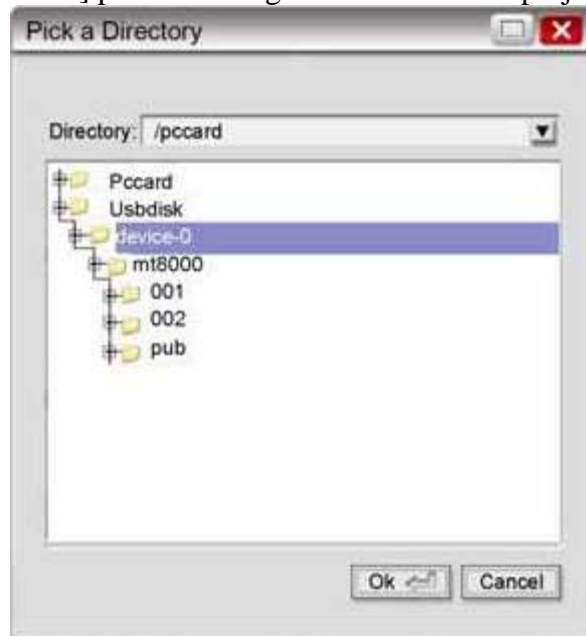 Pick a Directory
Directory: /pccard
Pccard
Usbdisk
device-0
mt8000
001
002
pub
Ok Cancel